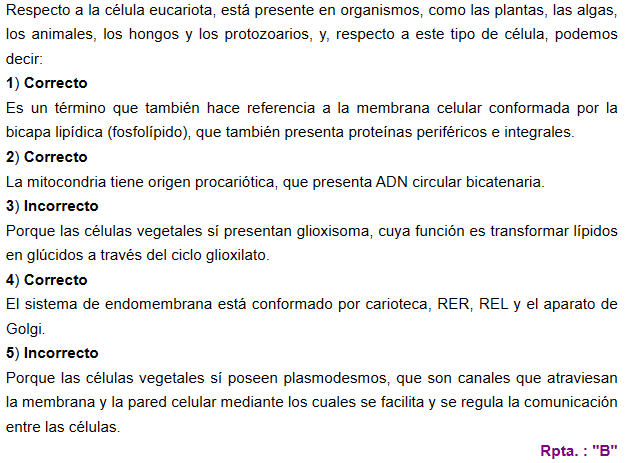 Respecto a la célula eucariota, está presente en organismos, como las plantas, las algas,
los animales, los hongos y los protozoarios, y, respecto a este tipo de célula, podemos
decir:
1) Correcto
Es un término que también hace referencia a la membrana celular conformada por la
bicapa lipídica (fosfolípido), que también presenta proteínas periféricos e integrales.
2) Correcto
La mitocondria tiene origen procariótica, que presenta ADN circular bicatenaria.
3) Incorrecto
Porque las células vegetales sí presentan glioxisoma, cuya función es transformar lípidos
en glúcidos a través del ciclo glioxilato.
4) Correcto
El sistema de endomembrana está conformado por carioteca, RER, REL y el aparato de
Golgi.
5) Incorrecto
Porque las células vegetales sí poseen plasmodesmos, que son canales que atraviesan
la membrana y la pared celular mediante los cuales se facilita y se regula la comunicación
entre las células.
Rpta. : "B"